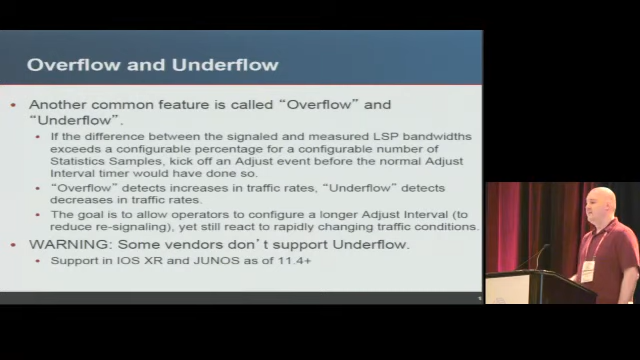 Overflow and Underflow
• Another common feature is called "Overflow" and
"Underflow".
• If the difference between the signaled and measured LSP bandwidths
exceeds a configurable percentage for a configurable number of
Statistics Samples, kick off an Adjust event before the normal Adjust
Interval timer would have done so.
• "Overflow" detects increases in traffic rates, "Underflow" detects
decreases in traffic rates.
• The goal is to allow operators to configure a longer Adjust Interval (to
reduce re-signaling), yet still react to rapidly changing traffic conditions.
• WARNING: Some vendors don't support Underflow.
• Support in IOS XR and JUNOS as of 11.4+